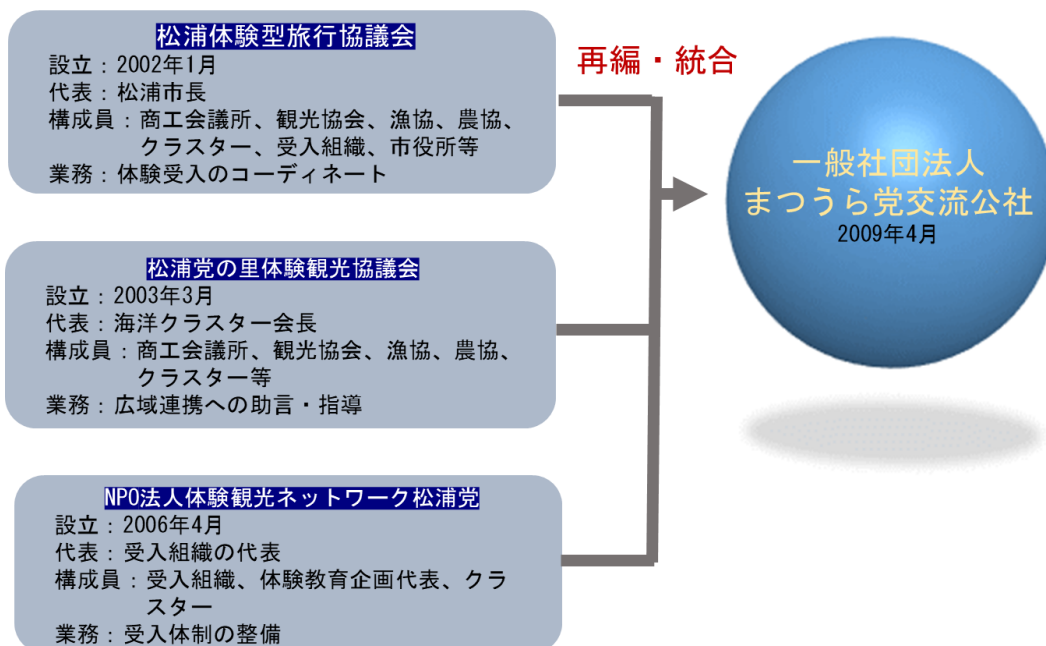 松浦体験型旅行協議会
設立：2002年1月
代表：松浦市長
構成員：商工会議所、観光協会、漁協、農協、
クラスター、受入組織、市役所等
業務：体験受入のコーディネート
再編・統合
一般社団法人
まつうら党交流公社
2009年4月
松浦党の里体験観光協議会
設立：2003年3月
代表：海洋クラスター会長
構成員：商工会議所、観光協会、漁協、農協、
クラスター等
業務：広域連携への助言・指導
NPO法人体験観光ネットワーク松浦党
設立：2006年4月
代表：受入組織の代表
構成員：受入組織、体験教育企画代表、クラ
スター
業務：受入体制の整備